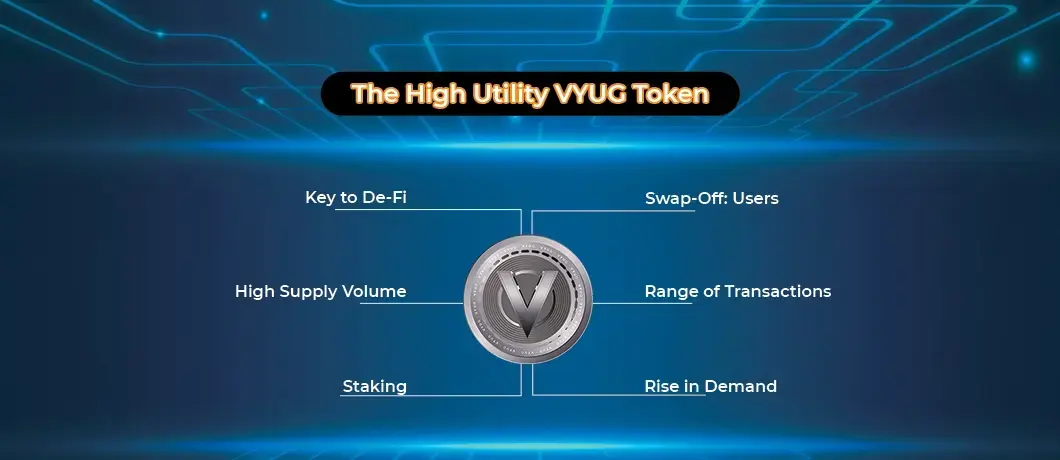 The High Utility VYUG Token
Key to De-Fi
Swap-Off: Users
High Supply Volume
Range of Transactions
Staking
Rise in Demand
V